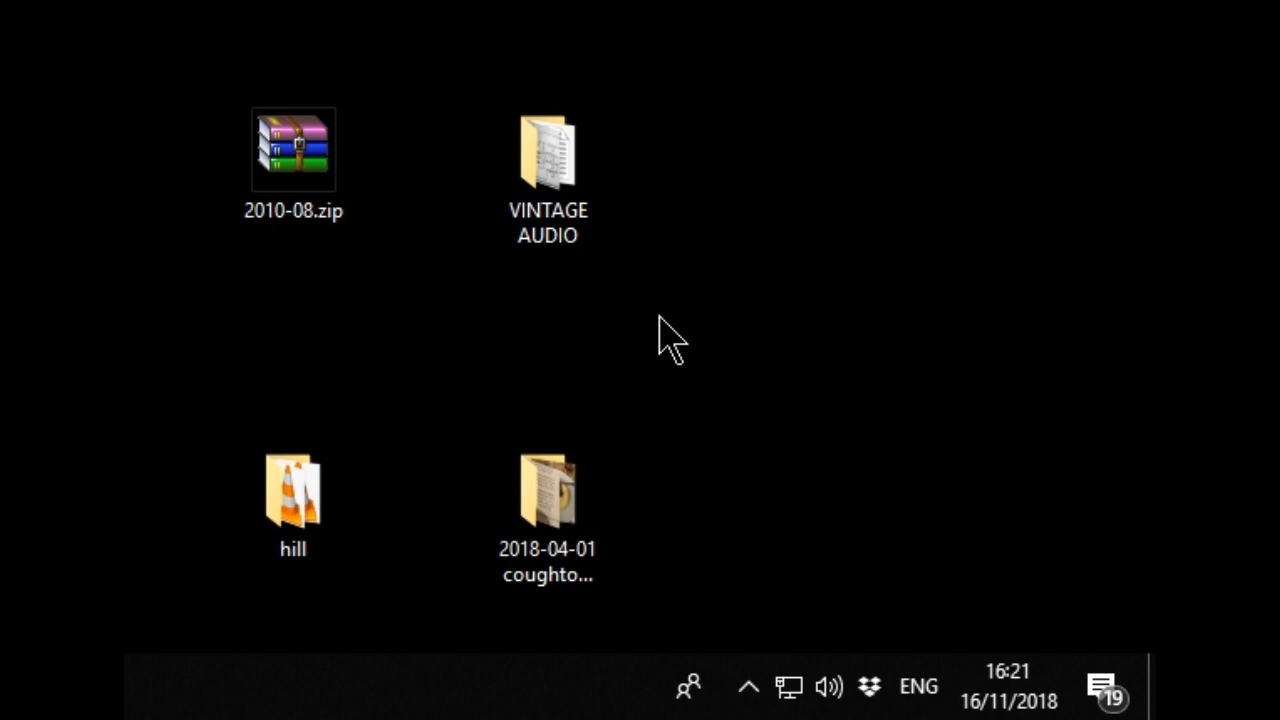 2010-08.zip
VINTAGE
AUDIO
hill
2018-04-01
coughto...
ENG
16:21
16/11/2018
19